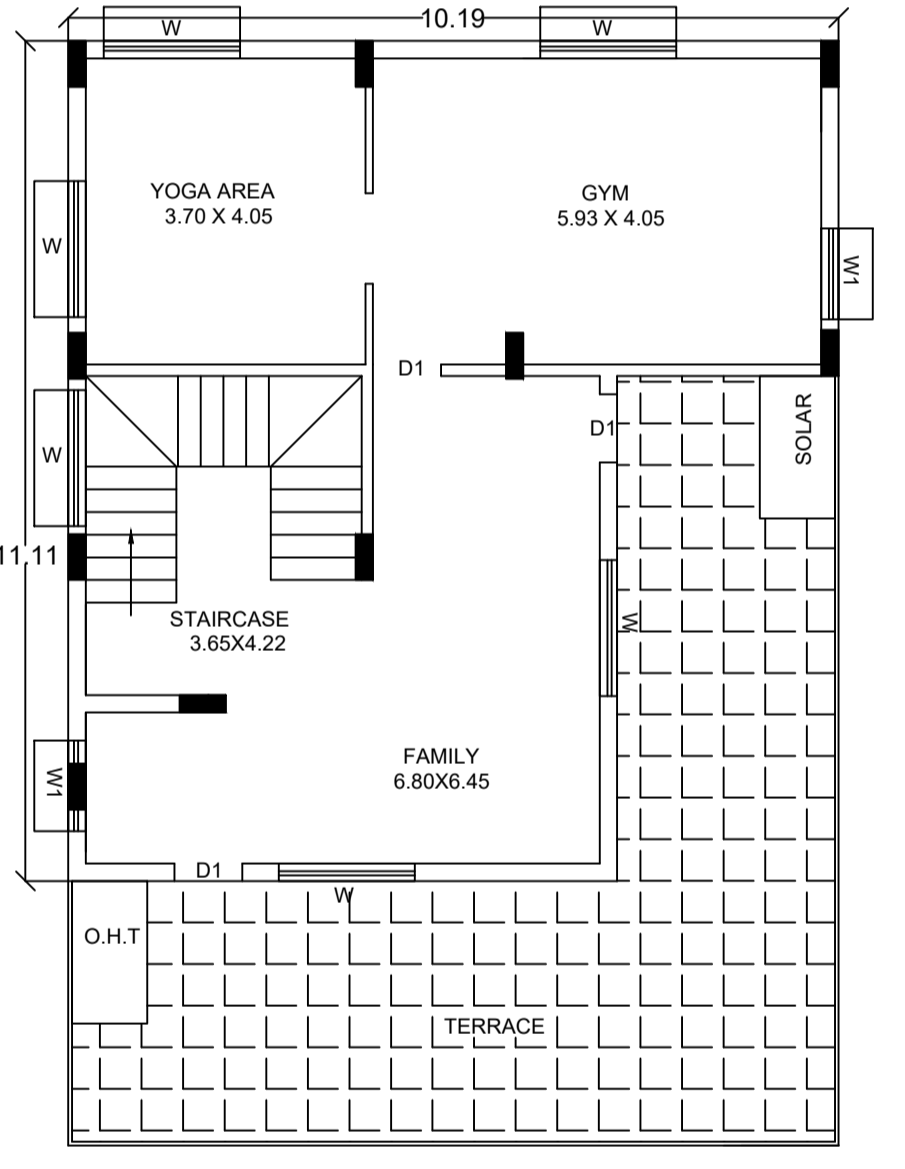 10.19
W
W
YOGA AREA
3.70 X 4.05
GYM
5.93 X 4.05
W
W1
D1
SOLAR
D1
W
11.11
STAIRCASE
3.65X4.22
W
FAMILY
6.80X6.45
W1
D1
W
O.H.T
TERRACE